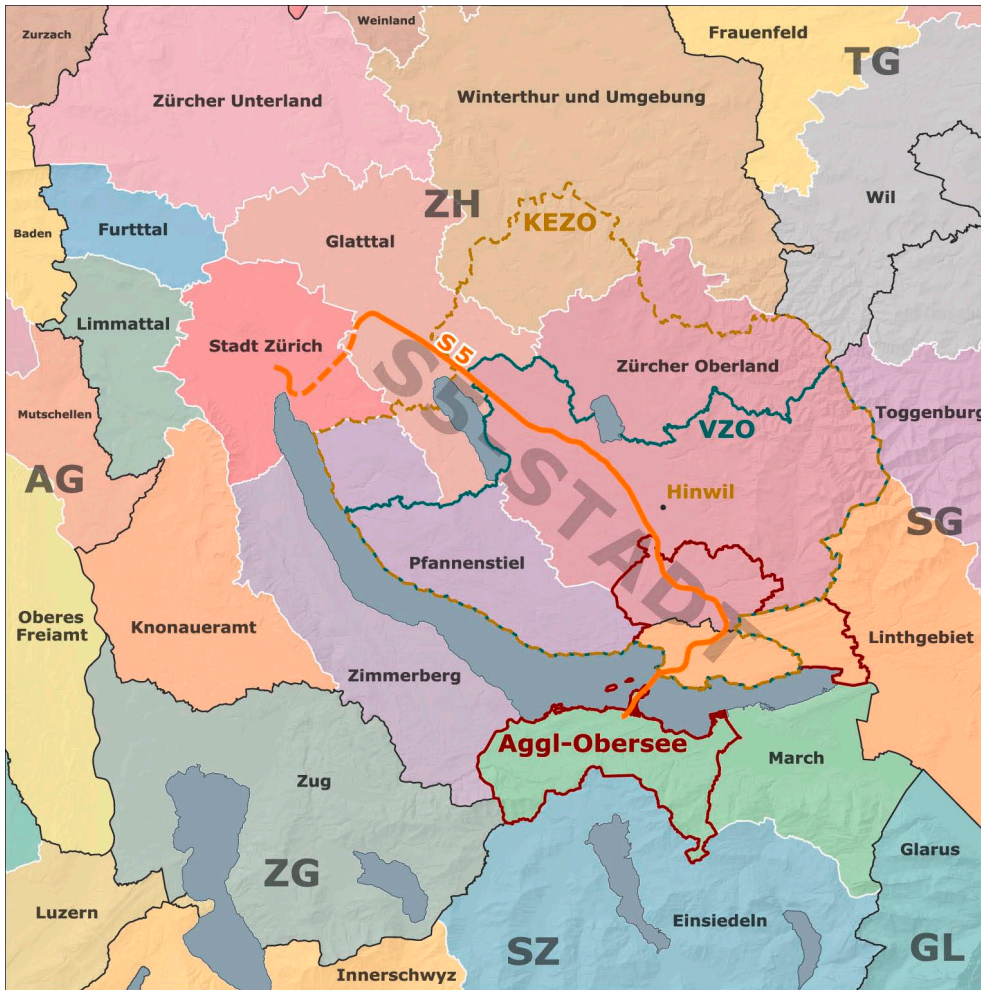 Zurzach
Weinland
Frauenfeld
TG
Zürcher Unterland
Winterthur und Umgebung
Wil
ZH
KEZO
Baden
Furttal
Glatttal
Limmattal
Stadt Zürich
S 5
Zürcher Oberland
Toggenburg
Mutschellen
VZO
AG
Hinwil
SG
S5-STADT
Pfannenstiel
Oberes
Freiamt
Knonaueramt
Linthgebiet
Zimmerberg
Aggl-Obersee
March
Zug
ZG
Glarus
Luzern
Einsiedeln
SZ
GL
Innerschwyz